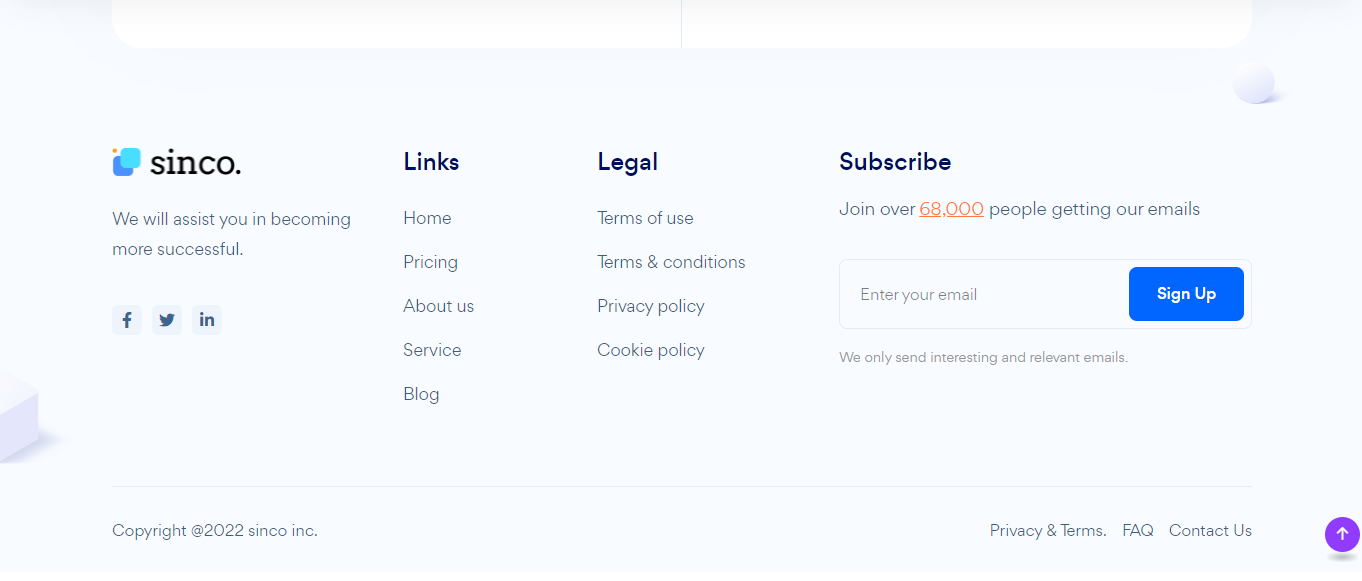 sinco.
We will assist you in becoming
more successful.
Links
Home
Pricing
About us
Service
Blog
Legal
Terms of use
Terms & conditions
Privacy policy
Cookie policy
Subscribe
Join over 68,000 people getting our emails
Enter your email
Sign Up
We only send interesting and relevant emails.
Copyright @2022 sinco inc.
Privacy & Terms. FAQ Contact Us